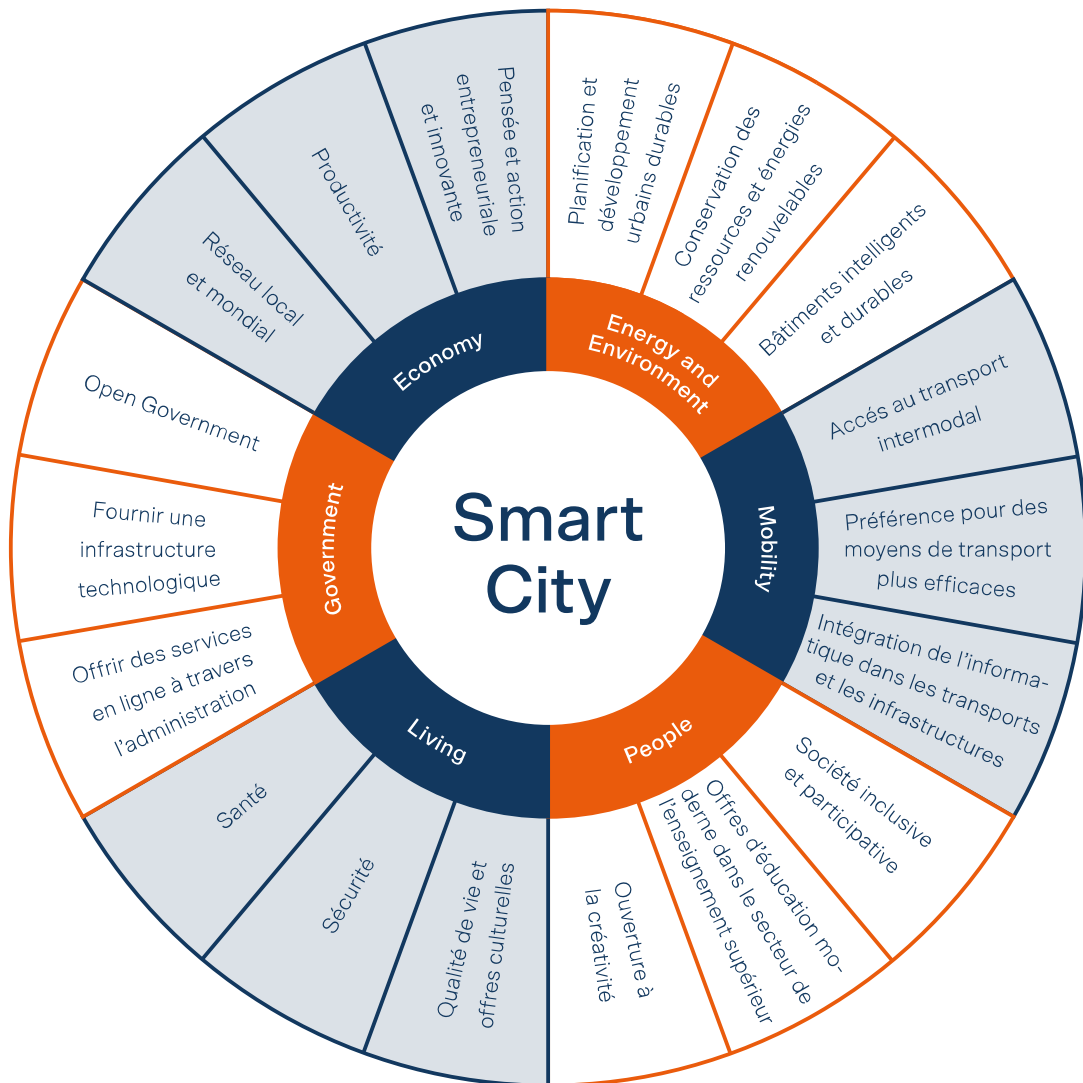 Smart
City
Energy and
Environment
Planification et
développement
urbains durables
Conservation des
ressources et énergies
renouvelables
Bâtiments intelligents
et durables
Mobility
Accés au transport
intermodal
Préférence pour des
moyens de transport
plus efficaces
Intégration de l’informa-
tique dans les transports
et les infrastructures
People
Société inclusive
et participative
Offres d’éducation mo-
derne dans le secteur de
l’enseignement supérieur
Ouverture à
la créativité
Living
Qualité de vie et
offres culturelles
Sécurité
Santé
Government
Offrir des services
en ligne à travers
l’administration
Fournir une
infrastructure
technologique
Open Government
Economy
Réseau local
et mondial
Productivité
Pensée et action
entrepreneuriale
et innovante